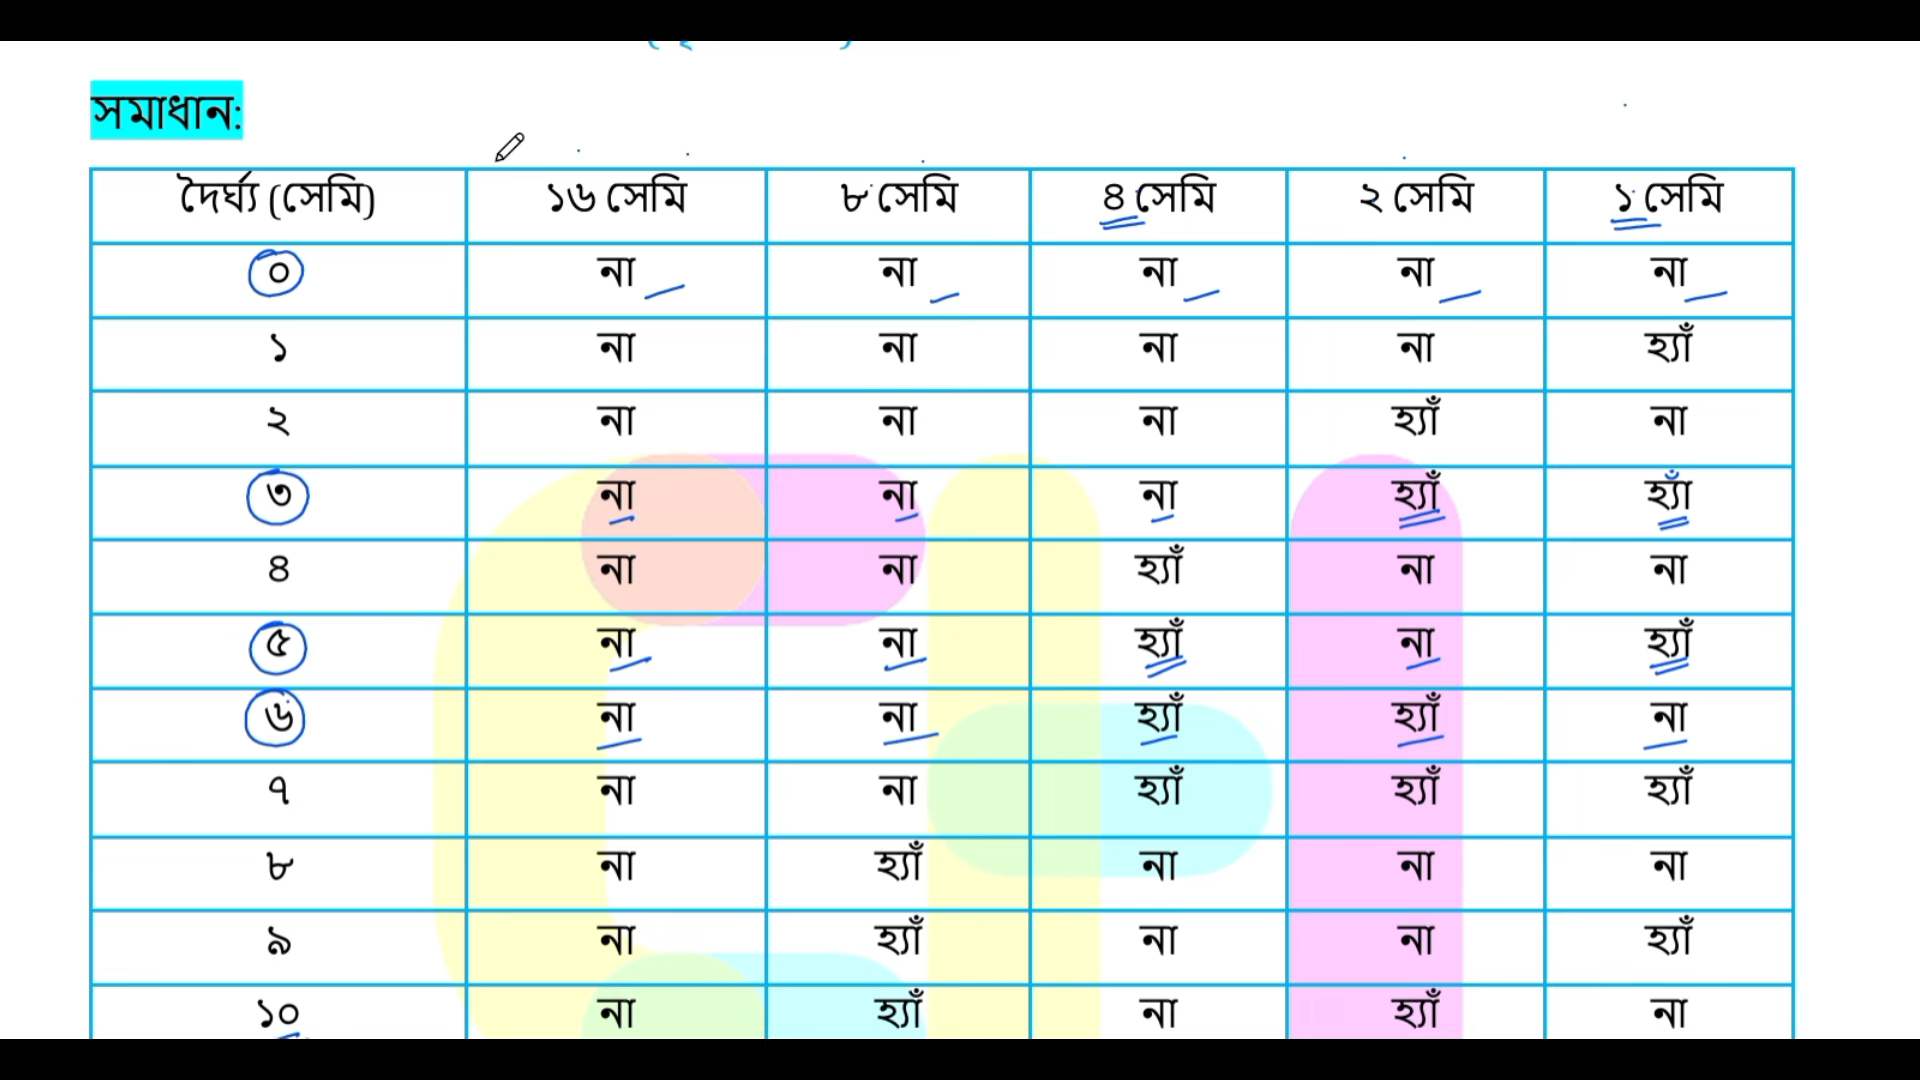 সমাধান:
দৈর্ঘ্য (সেমি) ১৬ সেমি ৮ সেমি ৪ সেমি ২ সেমি ১ সেমি
০ না না না না না
১ না না না না হ্যাঁ
২ না না না হ্যাঁ না
৩ না না না হ্যাঁ হ্যাঁ
৪ না না হ্যাঁ না না
৫ না না হ্যাঁ না হ্যাঁ
৬ না না হ্যাঁ হ্যাঁ না
৭ না না হ্যাঁ হ্যাঁ হ্যাঁ
৮ না হ্যাঁ না না না
৯ না হ্যাঁ না না হ্যাঁ
১০ না হ্যাঁ না হ্যাঁ না